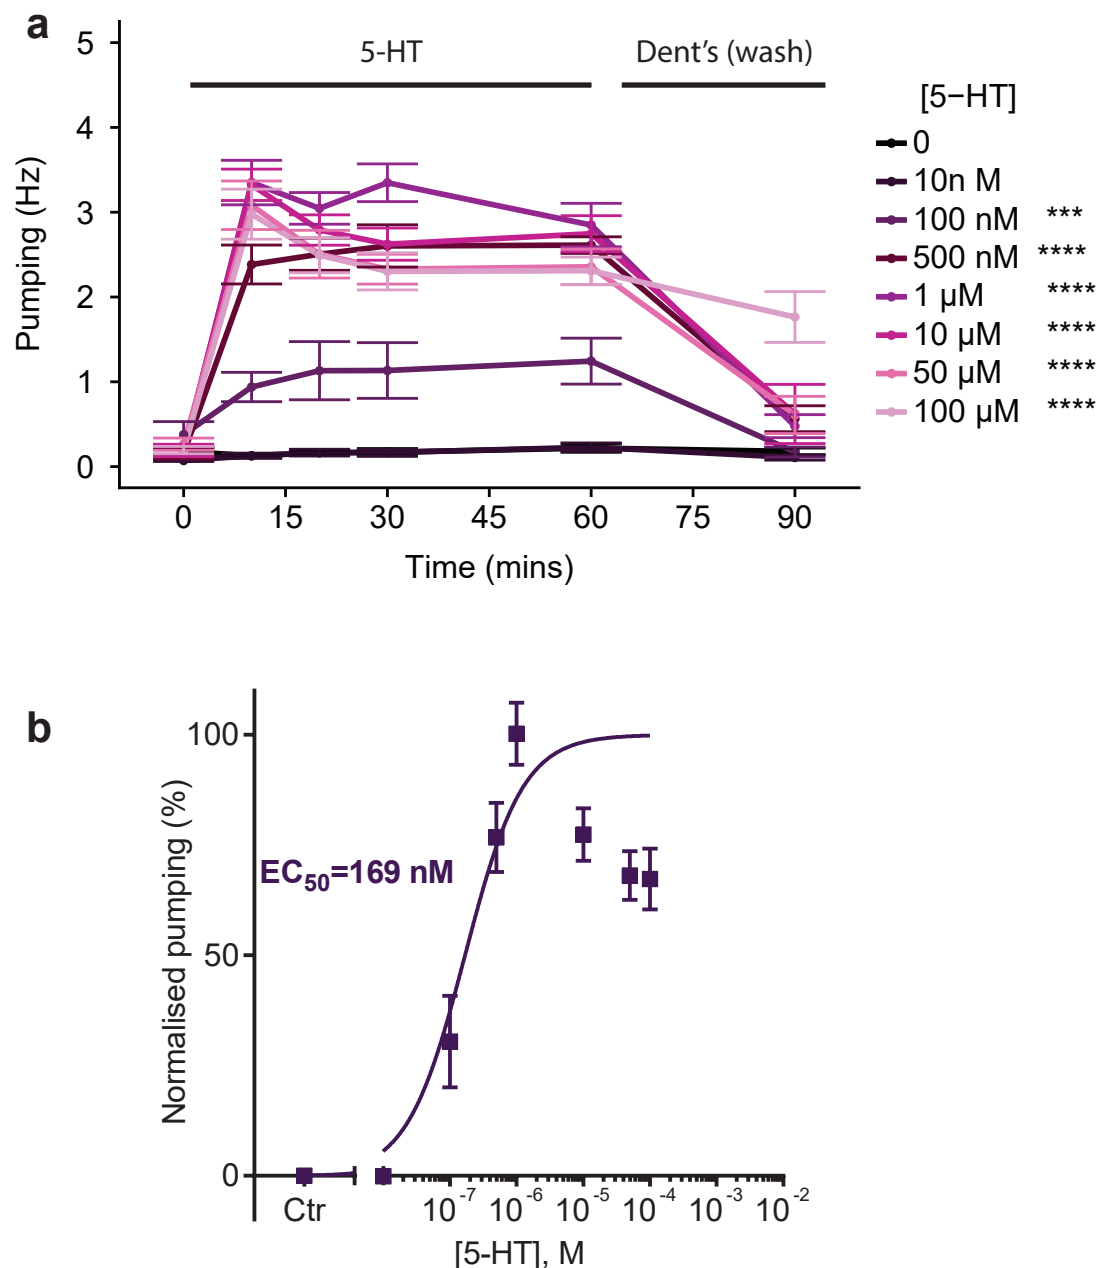 a
5-HT
Dent's (wash)
Pumping (Hz)
5
4
3
2
1
0
0 15 30 45 60 75 90
Time (mins)
[5−HT]
0
10n M
100 nM ***
500 nM ****
1 µM ****
10 µM ****
50 µM ****
100 µM ****
b
Normalised pumping (%)
100
50
0
EC50=169 nM
Ctr 10-7 10-6 10-5 10-4 10-3 10-2
[5-HT], M